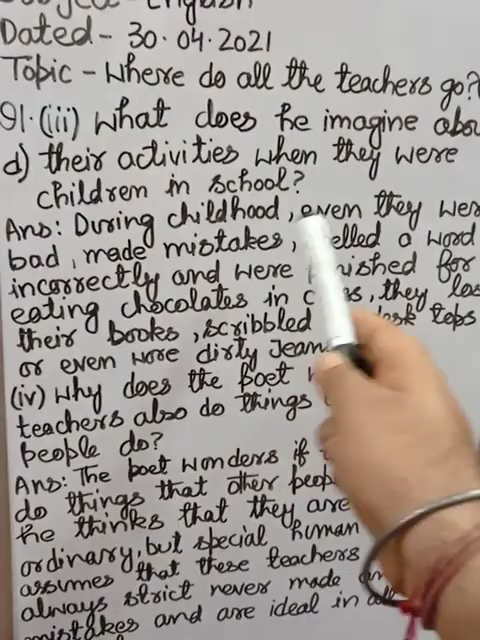 Dated - 30.04.2021
Topic - Where do all the teachers go?
Q1.(iii) What does he imagine
d) their activities when they were
children in school?
Ans: During childhood, even they
bad, made mistakes, a word
incorrectly and were for
eating chocolates in they
their books, scribbled tops
or even wore dirty
(iv) Why does the poet
teachers also do things
people do?
Ans: The poet wonders if
do things that other
he thinks that they are
ordinary, but special human
assumes that these teachers
always strict never made
mistakes and are ideal in